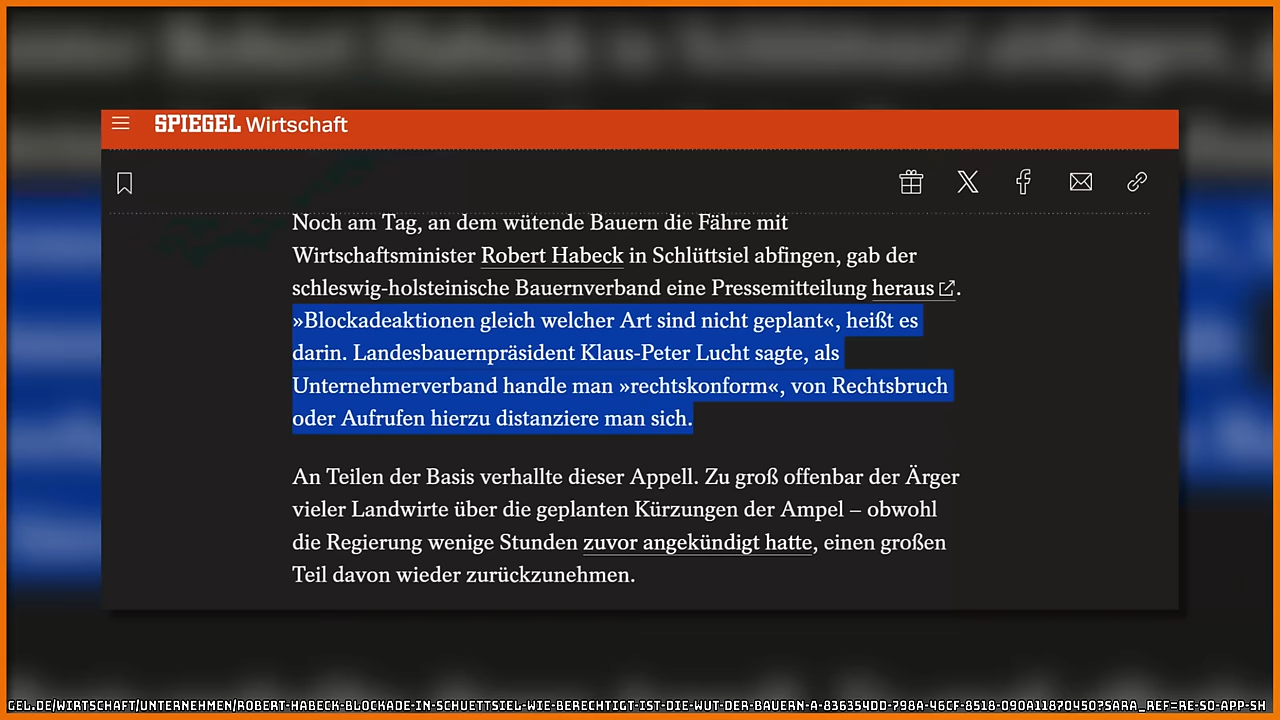 SPIEGEL Wirtschaft
Noch am Tag, an dem wütende Bauern die Fähre mit
Wirtschaftsminister Robert Habeck in Schlüttsiel abfingen, gab der
schleswig-holsteinische Bauernverband eine Pressemitteilung heraus.
»Blockadeaktionen gleich welcher Art sind nicht geplant«, heißt es
darin. Landesbauernpräsident Klaus-Peter Lucht sagte, als
Unternehmerverband handle man »rechtskonform«, von Rechtsbruch
oder Aufrufen hierzu distanziere man sich.
An Teilen der Basis verhallte dieser Appell. Zu groß offenbar der Ärger
vieler Landwirte über die geplanten Kürzungen der Ampel – obwohl
die Regierung wenige Stunden zuvor angekündigt hatte, einen großen
Teil davon wieder zurückzunehmen.
GEL.DE/WIRTSCHAFT/UNTERNEHMEN/ROBERT-HABECK-BLOCKADE-IN-SCHUETTSIEL-WIE-BERECHTIGT-IST-DIE-WUT-DER-BAUERN-A-836354DD-798A-46CF-8518-090A11870450?SARA_REF=RE-SO-APP-SH